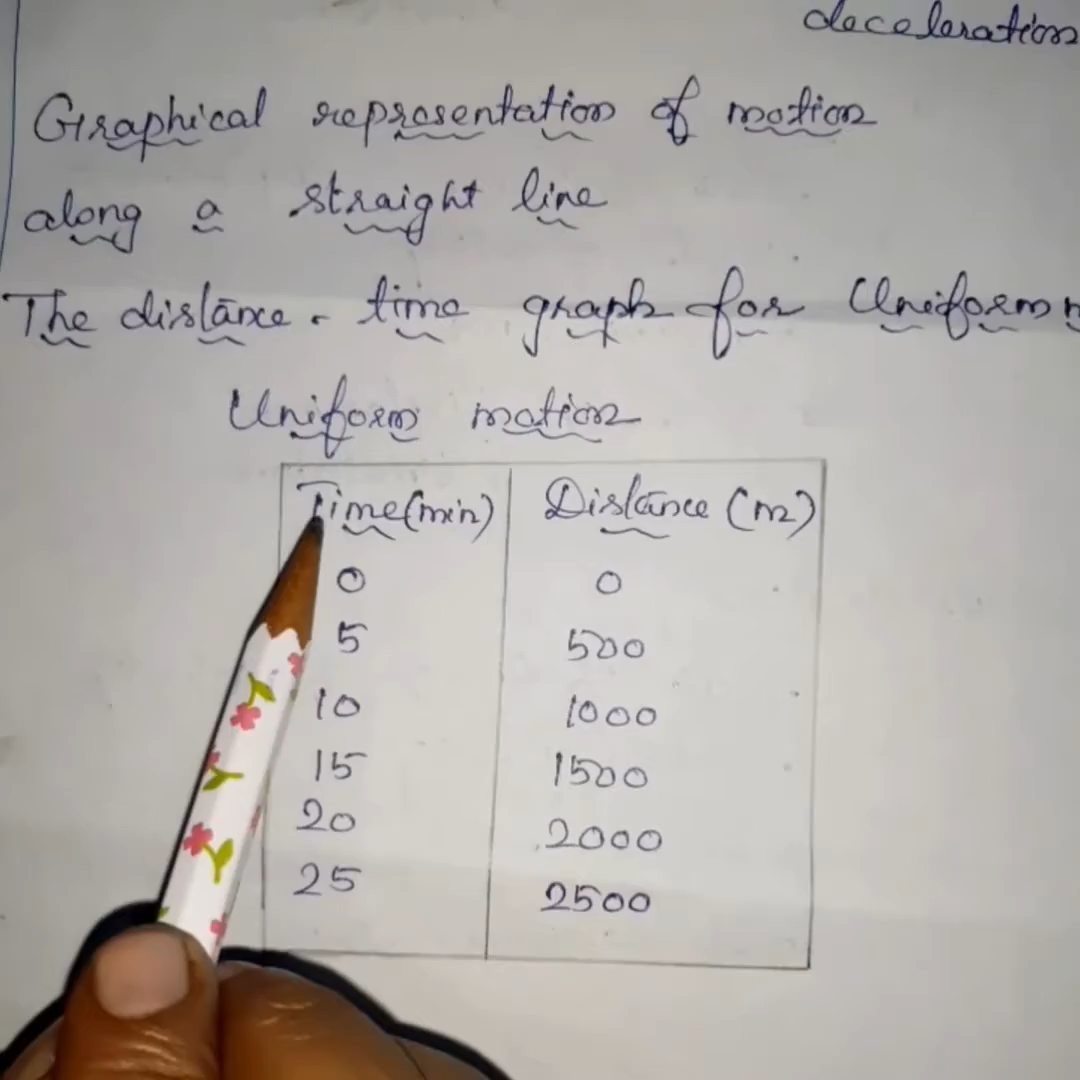 deceleration
Graphical representation of motion
along a straight line
The distance - time graph for Uniform
Uniform motion
Time(min) Distance (m)
0 0
5 500
10 1000
15 1500
20 2000
25 2500